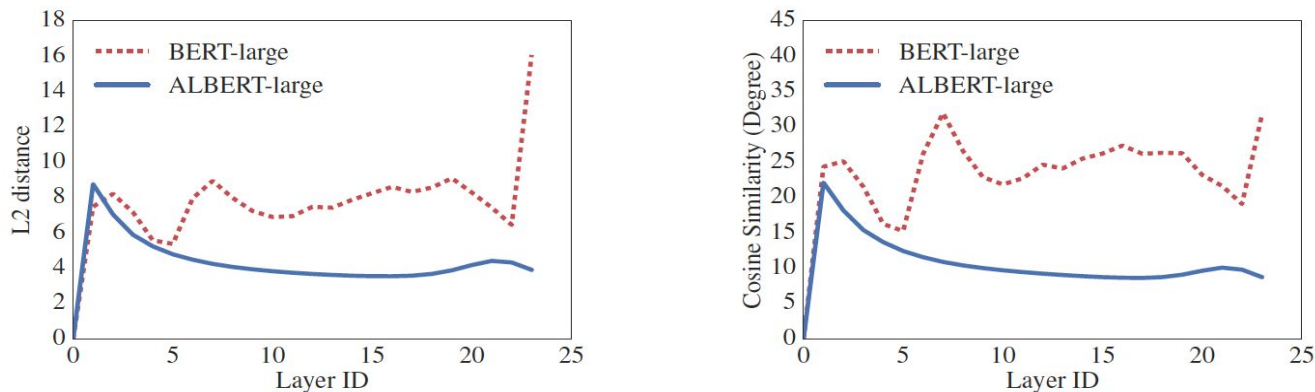 18
16
14
12
10
8
6
4
2
0
L2 distance
BERT-large
ALBERT-large
0 5 10 15 20 25
Layer ID
45
40
35
30
25
20
15
10
5
0
Cosine Similarity (Degree)
BERT-large
ALBERT-large
0 5 10 15 20 25
Layer ID